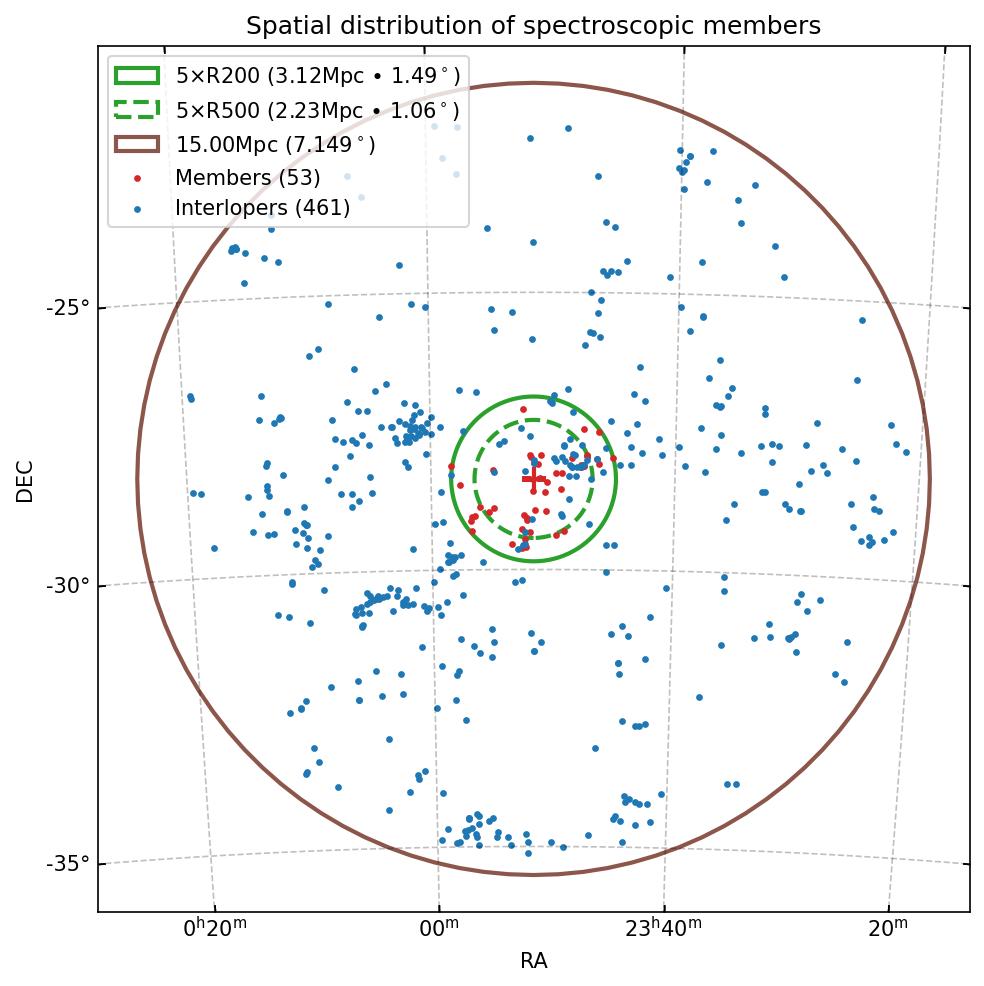 Spatial distribution of spectroscopic members
5×R200 (3.12Mpc • 1.49°)
5×R500 (2.23Mpc • 1.06°)
15.00Mpc (7.149°)
Members (53)
Interlopers (461)
-25°
-30°
-35°
DEC
0ʰ20ᵐ
00ᵐ
23ʰ40ᵐ
20ᵐ
RA